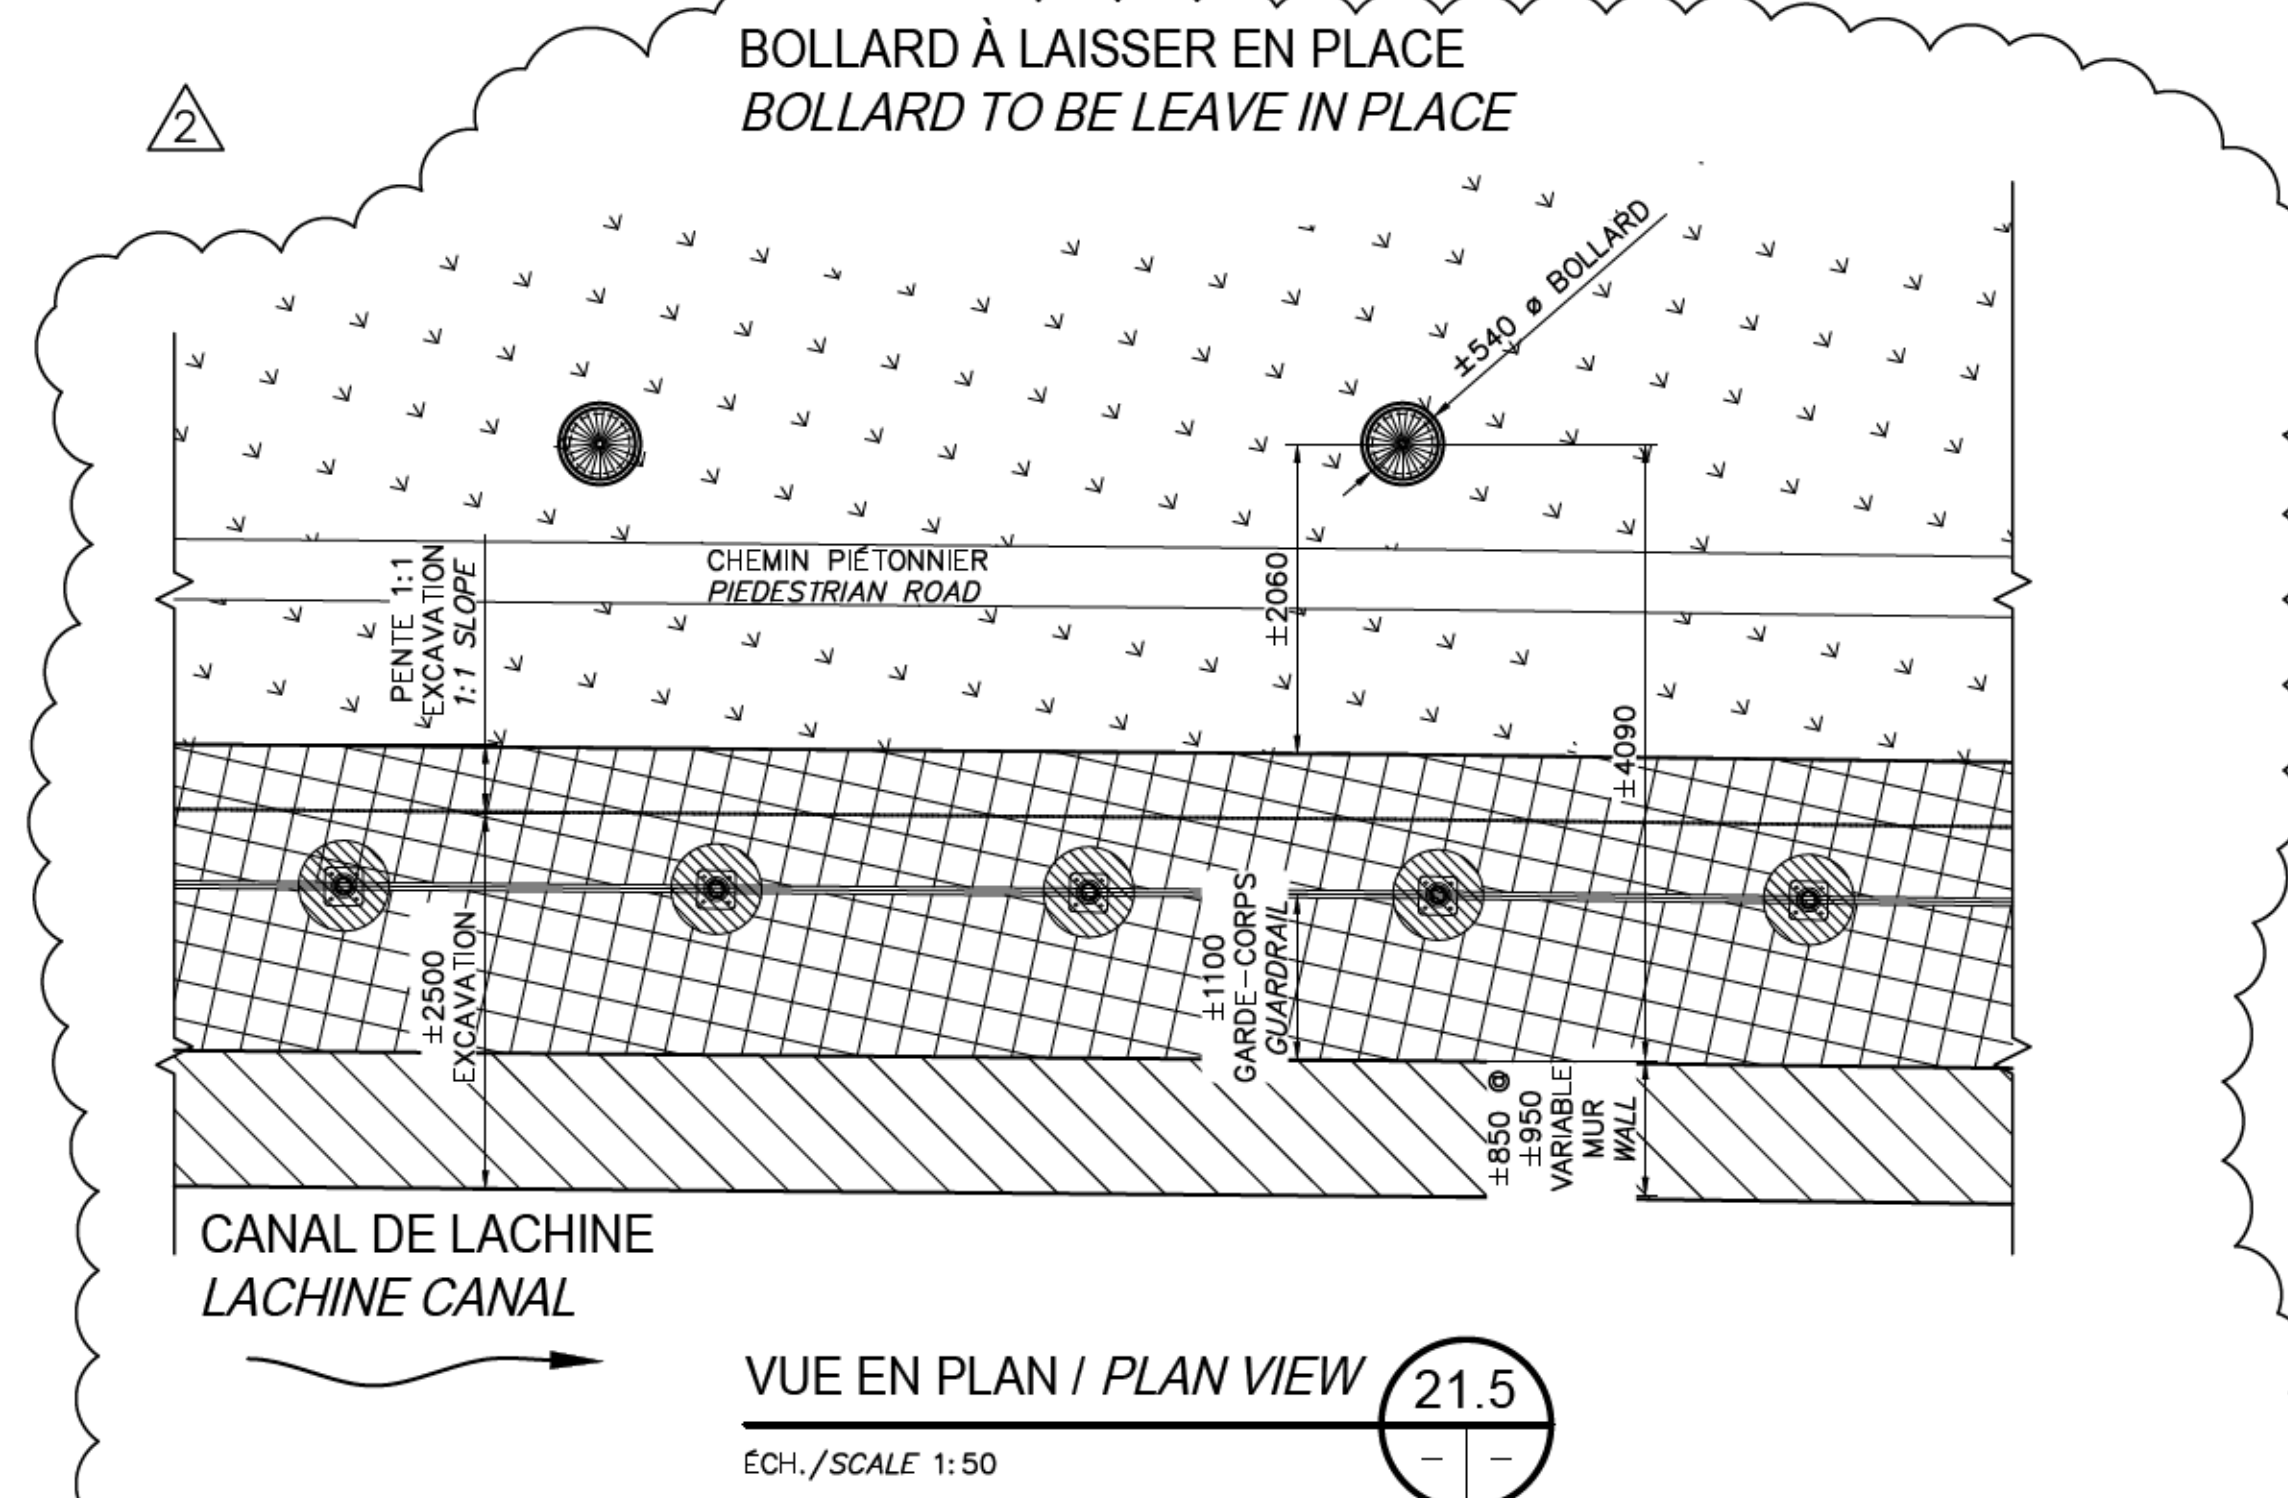 BOLLARD À LAISSER EN PLACE
BOLLARD TO BE LEAVE IN PLACE
2
±540 ø BOLLARD
CHEMIN PIÉTONNIER
PIEDESTRIAN ROAD
PENTE 1:1
EXCAVATION
1:1 SLOPE
±2060
±4090
±2500
EXCAVATION
±1100
GARDE-CORPS
GUARDRAIL
±850 @
±950
VARIABLE
MUR
WALL
CANAL DE LACHINE
LACHINE CANAL
VUE EN PLAN / PLAN VIEW
21.5
– –
ÉCH./SCALE 1:50